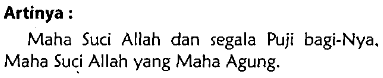 Artinya :
Maha Suci Allah dan segala Puji bagi-Nya,
Maha Suci Allah yang Maha Agung.